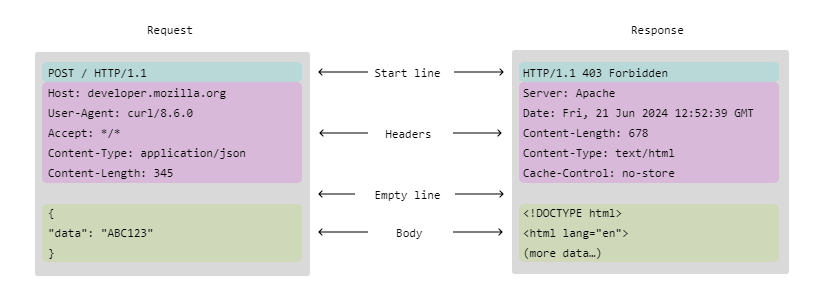 Request
Response
POST / HTTP/1.1
Start line
HTTP/1.1 403 Forbidden
Host: developer.mozilla.org
Server: Apache
User-Agent: curl/8.6.0
Date: Fri, 21 Jun 2024 12:52:39 GMT
Accept: */*
Headers
Content-Length: 678
Content-Type: application/json
Content-Type: text/html
Content-Length: 345
Cache-Control: no-store
Empty line
{
<!DOCTYPE html>
"data": "ABC123"
Body
<html lang="en">
}
(more data…)